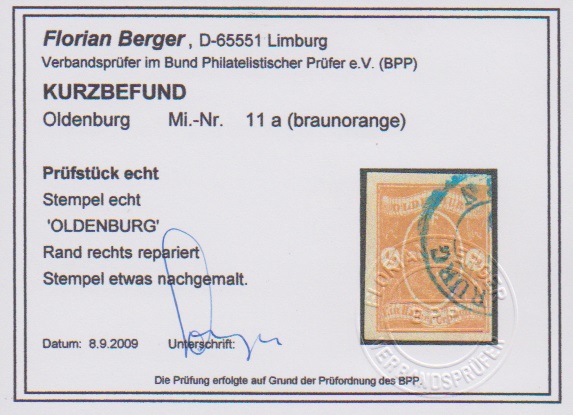 Florian Berger, D-65551 Limburg
Verbandsprüfer im Bund Philatelistischer Prüfer e.V. (BPP)
KURZBEFUND
Oldenburg Mi.-Nr. 11 a (braunorange)
Prüfstück echt
Stempel echt
'OLDENBURG'
Rand rechts repariert
Stempel etwas nachgemalt.
Datum: 8.9.2009 Unterschrift:
Die Prüfung erfolgte auf Grund der Prüfordnung des BPP.
VERBANDSPRÜFER